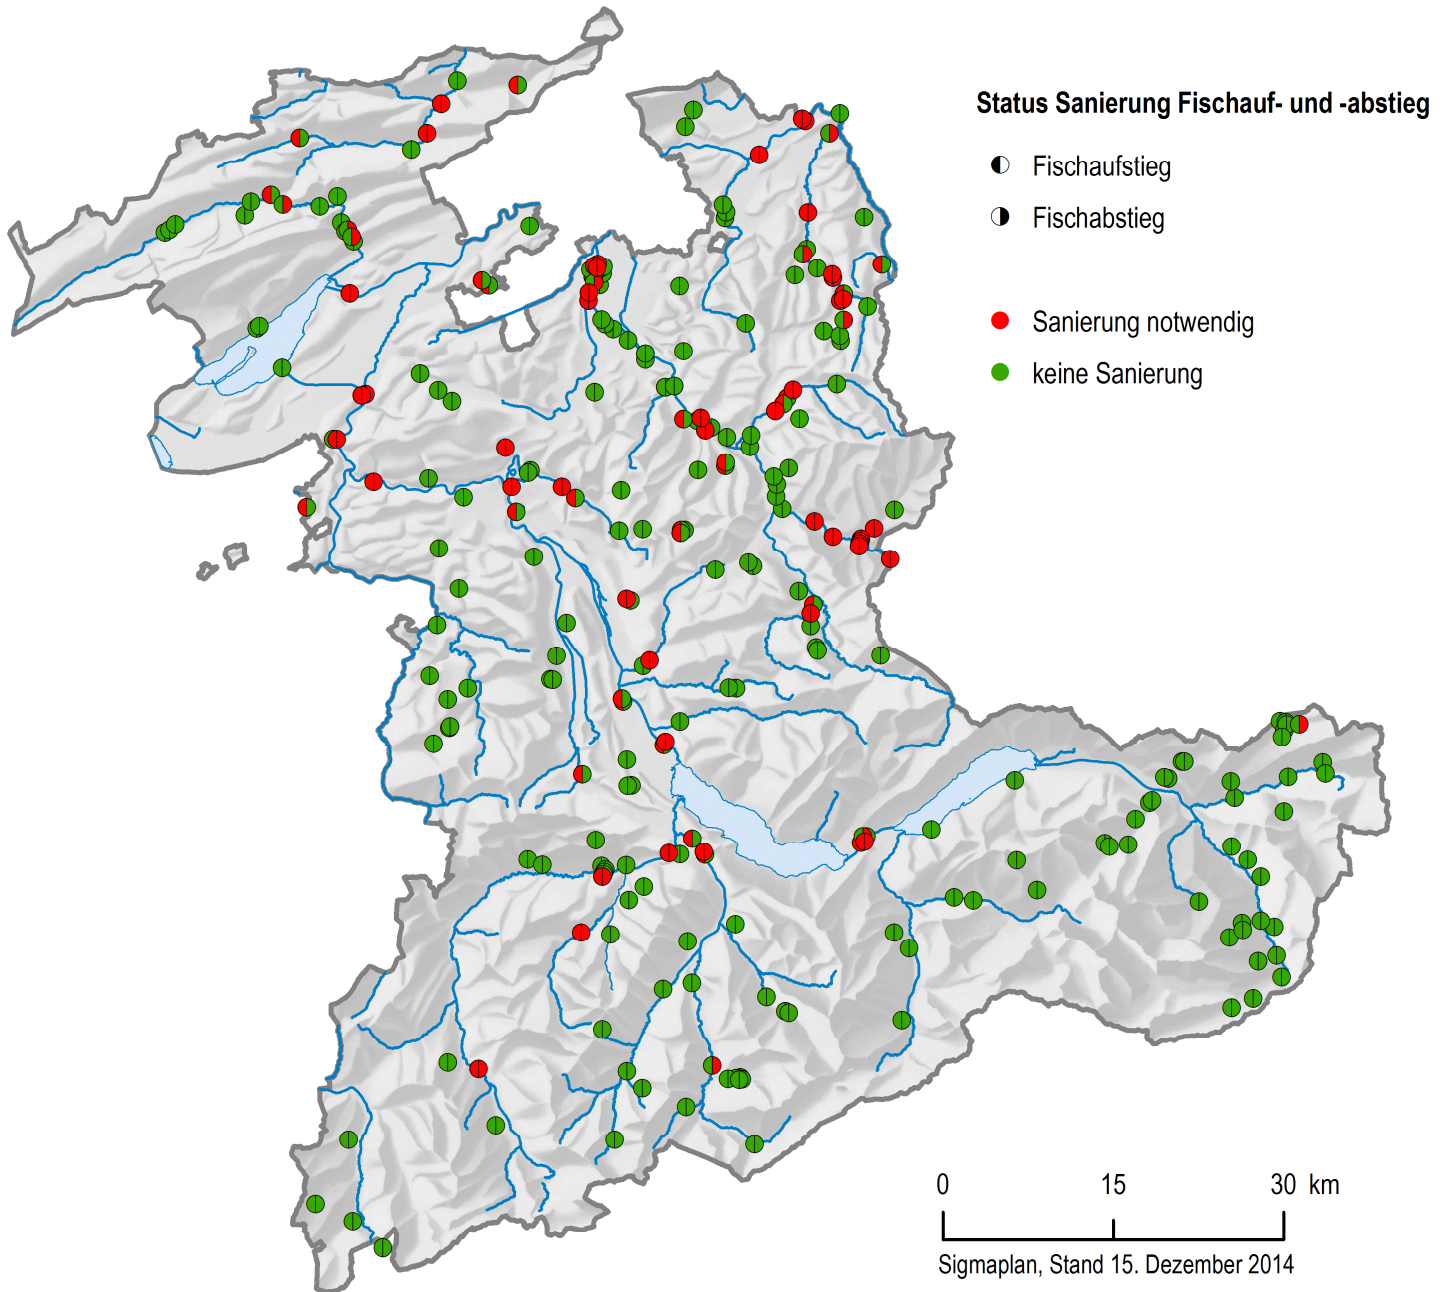 Status Sanierung Fischauf- und -abstieg
Fischaufstieg
Fischabstieg
Sanierung notwendig
keine Sanierung
0 15 30 km
Sigmaplan, Stand 15. Dezember 2014